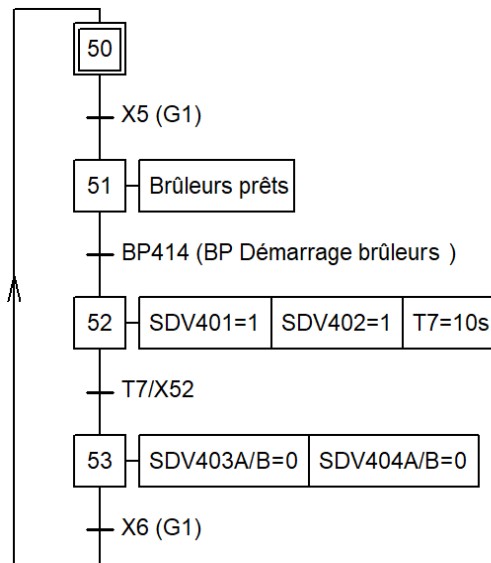 50
X5 (G1)
51 Brûleurs prêts
BP414 (BP Démarrage brûleurs )
52 SDV401=1 SDV402=1 T7=10s
T7/X52
53 SDV403A/B=0 SDV404A/B=0
X6 (G1)